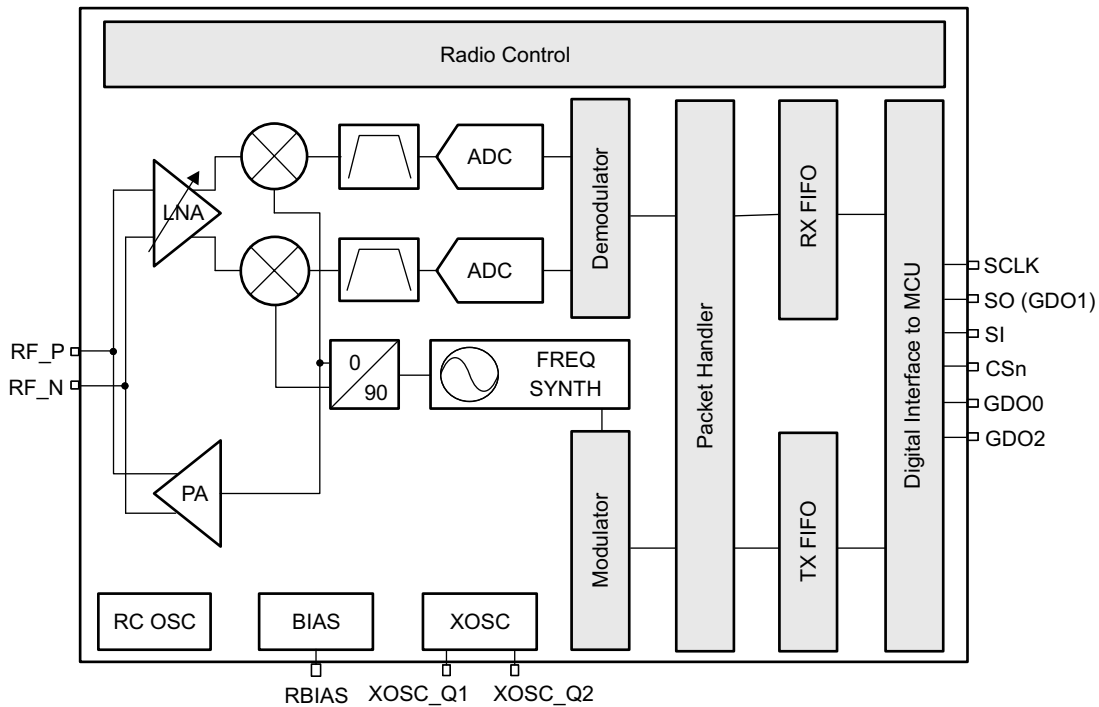 Radio Control
LNA
ADC
ADC
Demodulator
Packet Handler
RX FIFO
Digital Interface to MCU
SCLK
SO (GDO1)
SI
CSn
GDO0
GDO2
RF_P
RF_N
0
90
FREQ
SYNTH
PA
Modulator
TX FIFO
RC OSC
BIAS
XOSC
RBIAS
XOSC_Q1
XOSC_Q2